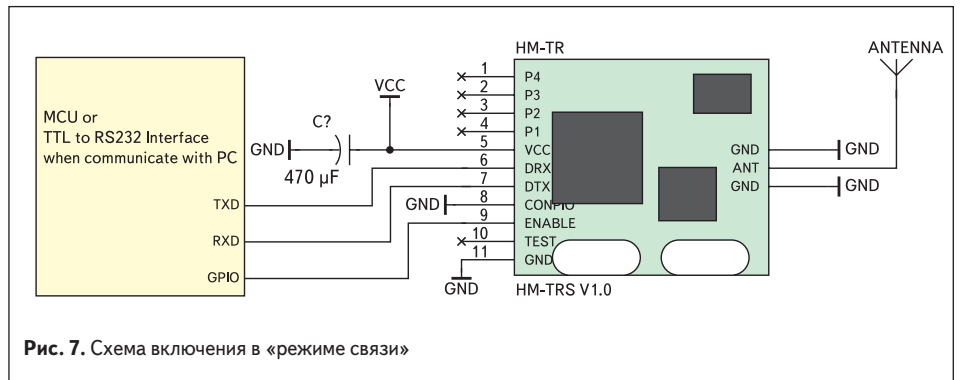 HM-TR
ANTENNA
MCU or
TTL to RS232 Interface
when communicate with PC
TXD
RXD
GPIO
VCC
C?
GND
470 µF
GND
GND
1
2
3
4
5
6
7
8
9
10
11
P4
P3
P2
P1
VCC
DRX
DTX
CONFIG
ENABLE
TEST
GND
GND
ANT
GND
GND
GND
HM-TRS V1.0
Рис. 7. Схема включения в «режиме связи»